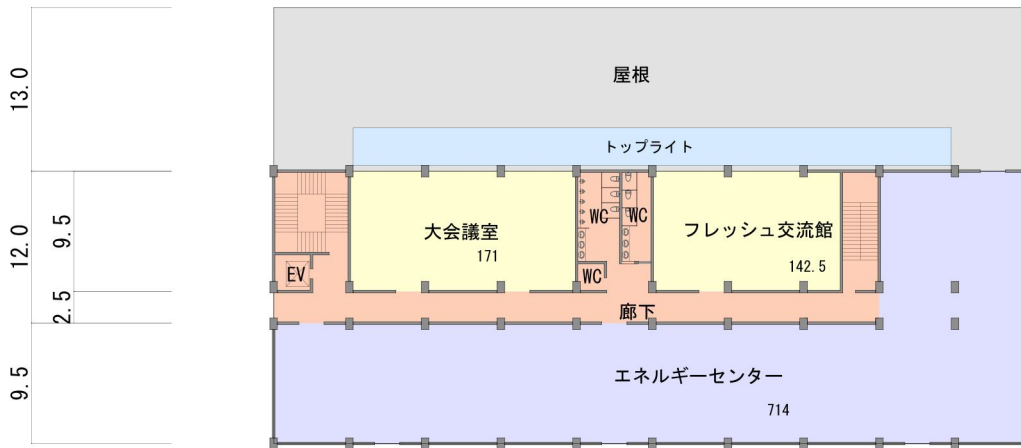 13.0
屋根
トップライト
12.0
9.5
2.5
9.5
EV
大会議室
171
WC
WC
WC
フレッシュ交流館
142.5
廊下
エネルギーセンター
714